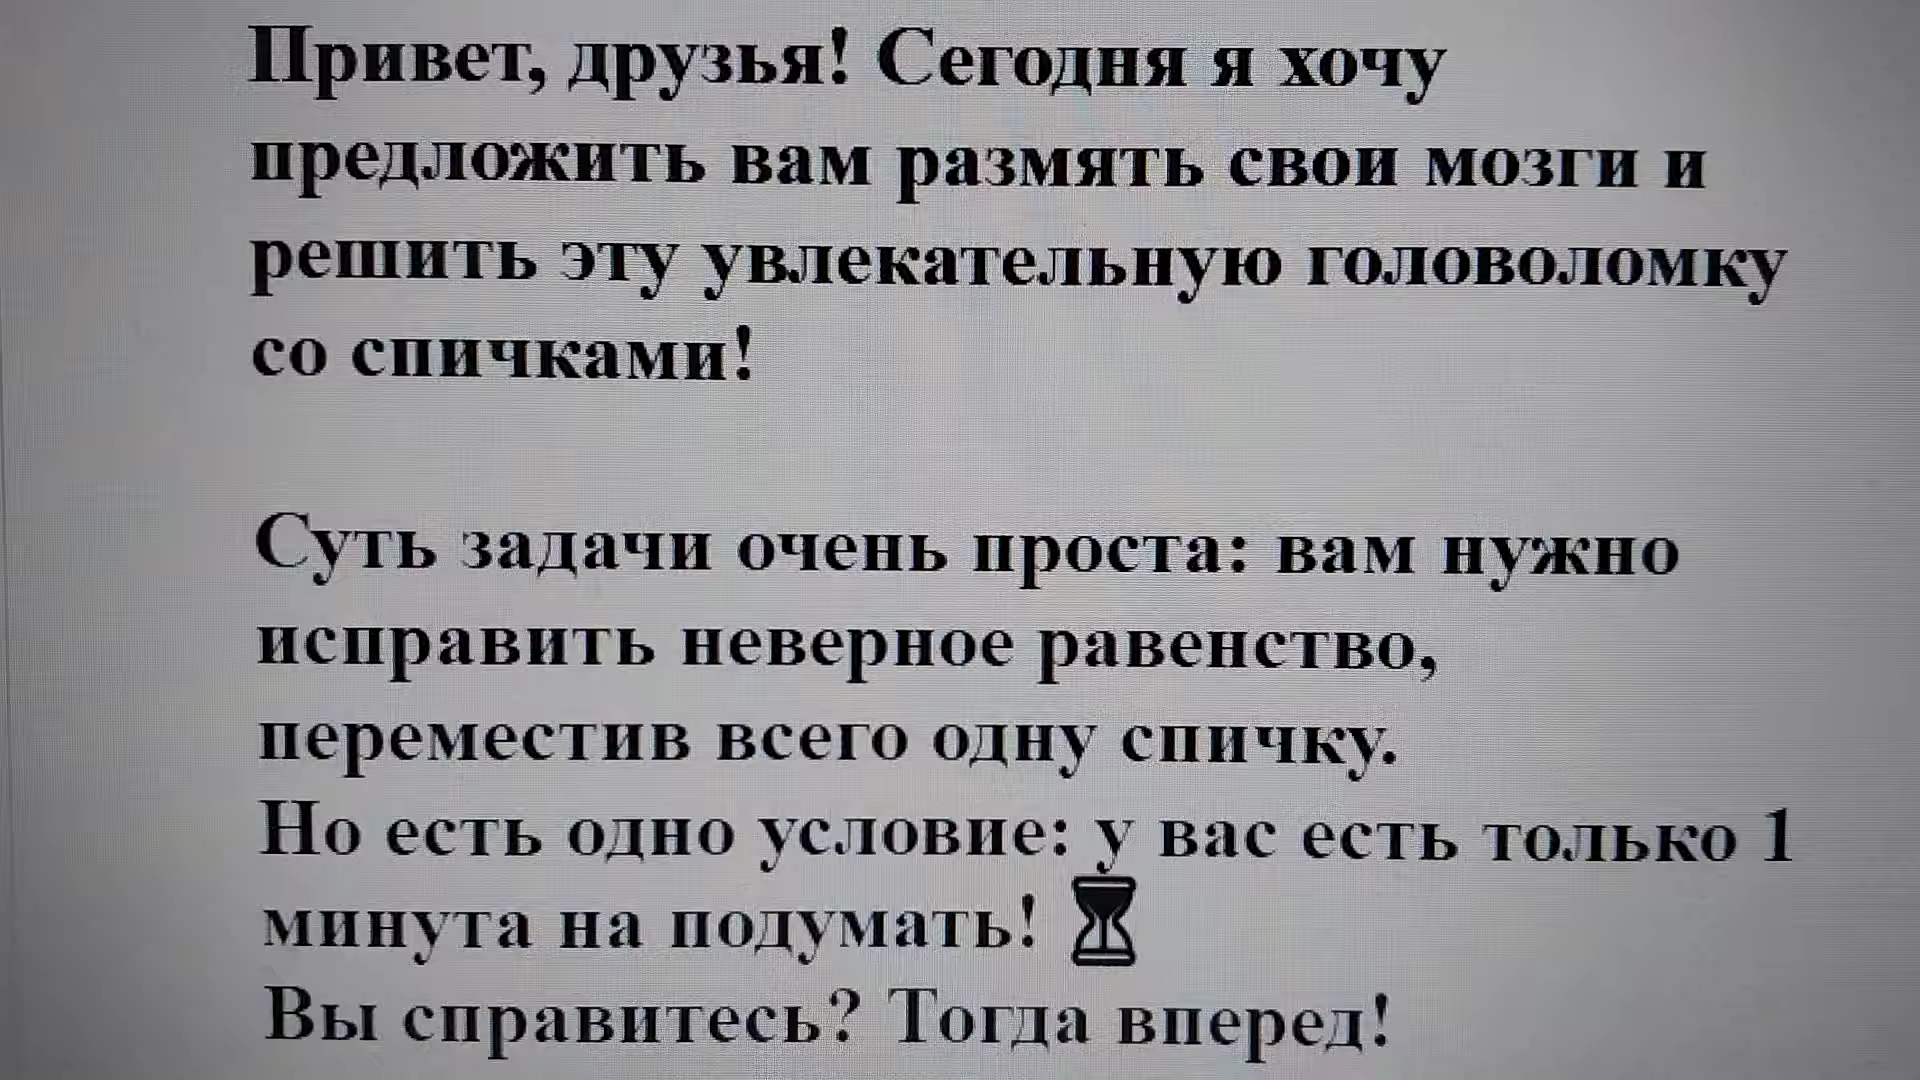 Привет, друзья! Сегодня я хочу
предложить вам размять свои мозги и
решить эту увлекательную головоломку
со спичками!
Суть задачи очень проста: вам нужно
исправить неверное равенство,
переместив всего одну спичку.
Но есть одно условие: у вас есть только 1
минута на подумать! ⏳
Вы справитесь? Тогда вперед!